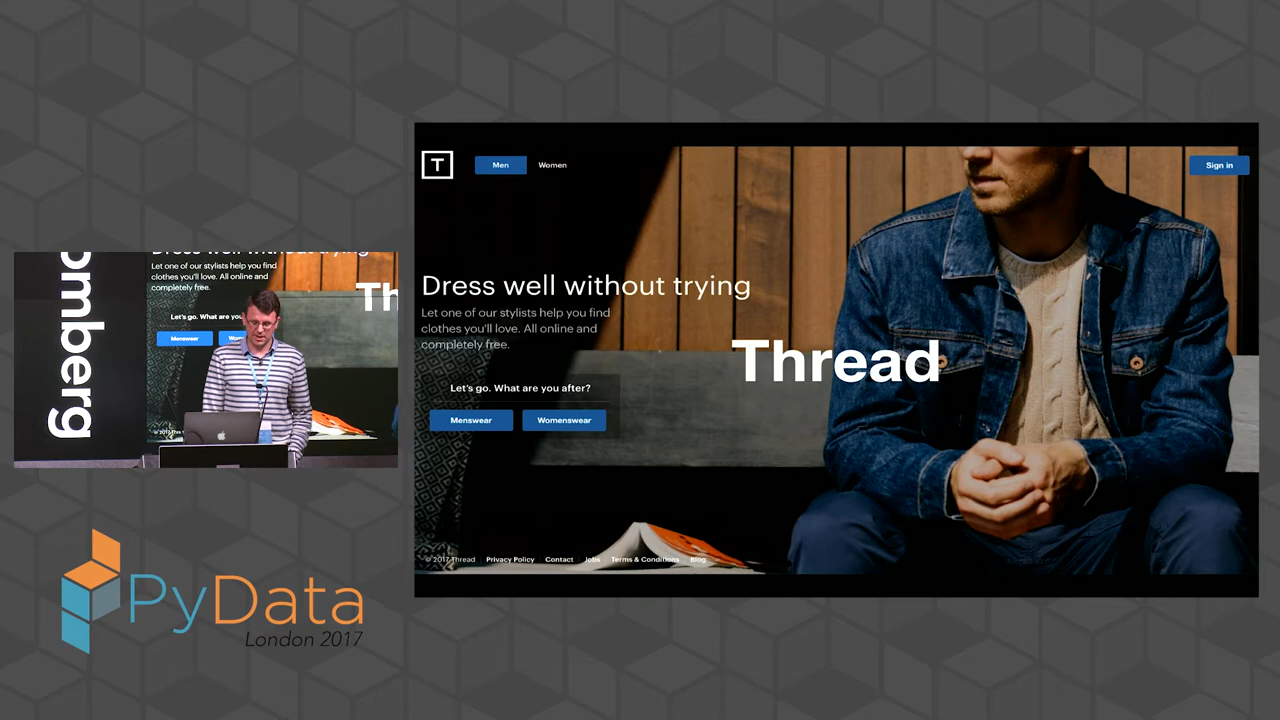 T
Men
Women
Sign in
Dress well without trying
Let one of our stylists help you find
clothes you'll love. All online and
completely free.
Thread
Let's go. What are you after?
Menswear
Womenswear
© 2017 Thread
Privacy Policy
Contact
Jobs
Terms & Conditions
Blog
omberg
Dress well without trying
Let one of our stylists help you find
clothes you'll love. All online and
completely free.
Th
Let's go. What are you
Menswear
Wom
PyData
London 2017